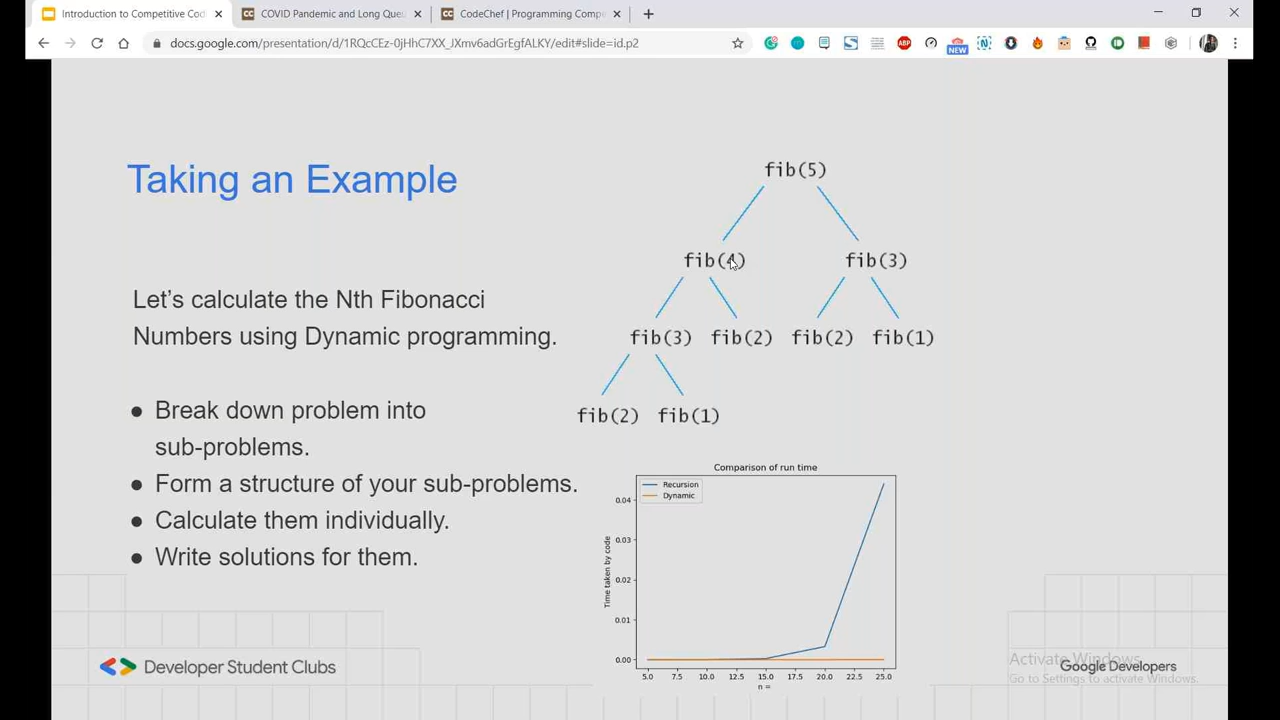 Introduction to Competitive Cod
COVID Pandemic and Long Queu
CodeChef | Programming Compe
docs.google.com/presentation/d/1RQcCEz-0jHhC7XX_JXmv6adGrEgfALKY/edit#slide=id.p2
ABP
NEW
Taking an Example
Let's calculate the Nth Fibonacci
Numbers using Dynamic programming.
● Break down problem into
sub-problems.
● Form a structure of your sub-problems.
● Calculate them individually.
● Write solutions for them.
fib(5)
fib(4) fib(3)
fib(3) fib(2) fib(2) fib(1)
fib(2) fib(1)
Comparison of run time
Recursion
Dynamic
Time taken by code
0.04
0.03
0.02
0.01
0.00
5.0 7.5 10.0 12.5 15.0 17.5 20.0 22.5 25.0
n =
Developer Student Clubs
Google Developers
Activate Windows
Go to Settings to activate Windows.